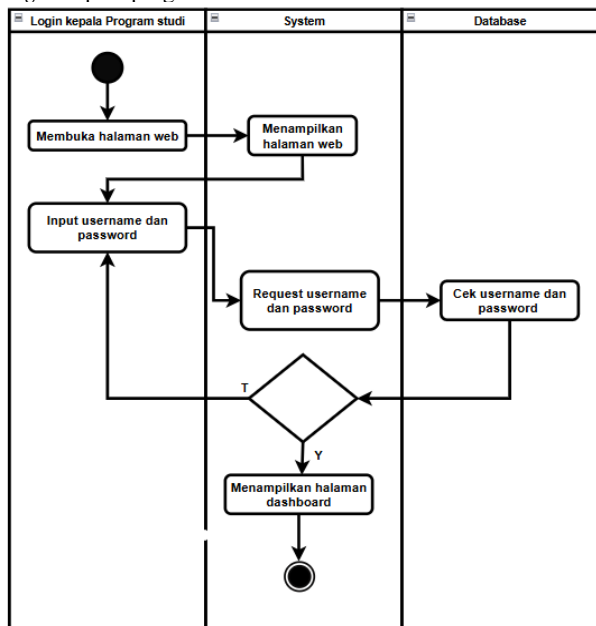 Login kepala Program studi
System
Database
Membuka halaman web
Menampilkan
halaman web
Input username dan
password
Request username
dan password
Cek username dan
password
T
Y
Menampilkan halaman
dashboard